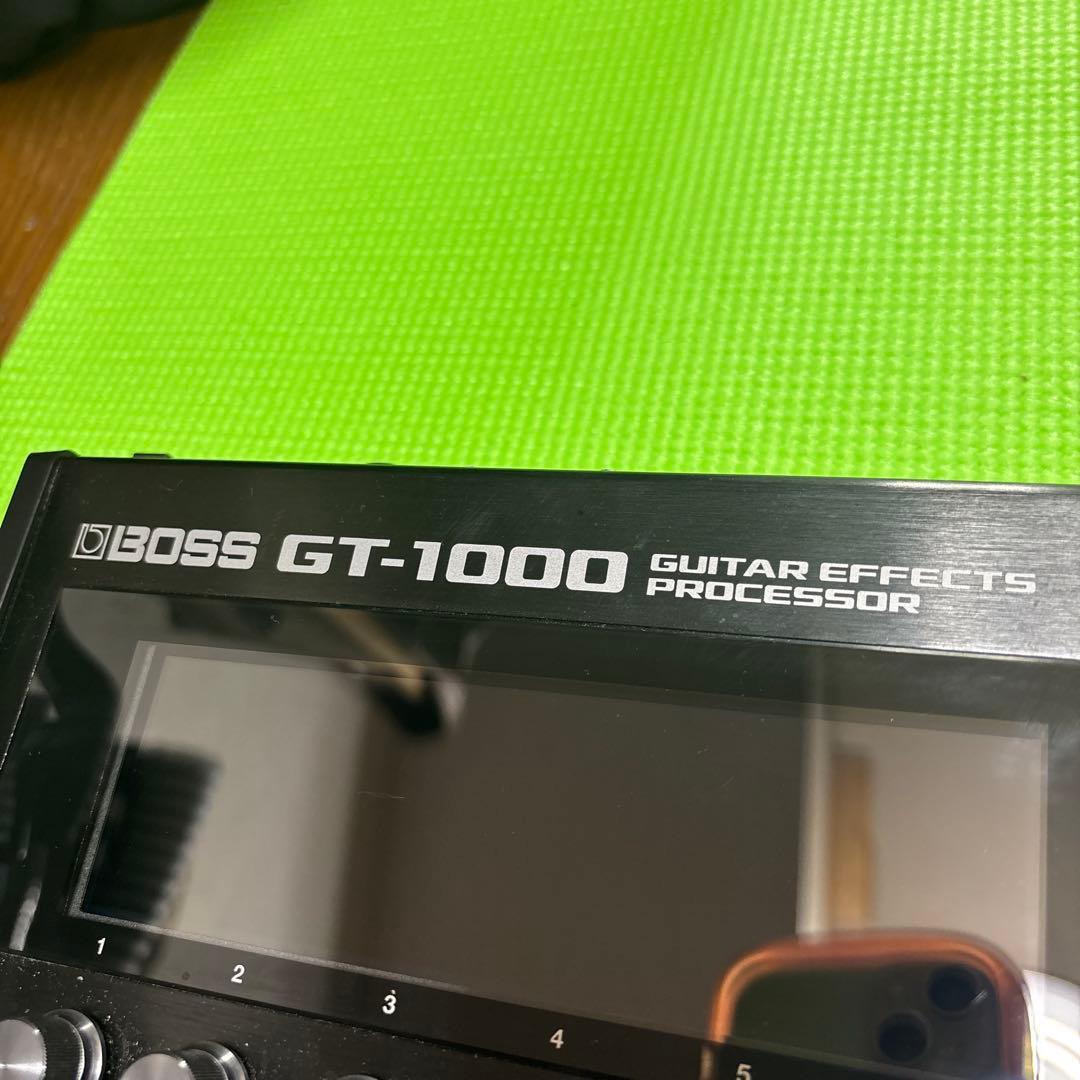 BOSS GT-1000 GUITAR EFFECTS
PROCESSOR
1 2 3 4 5